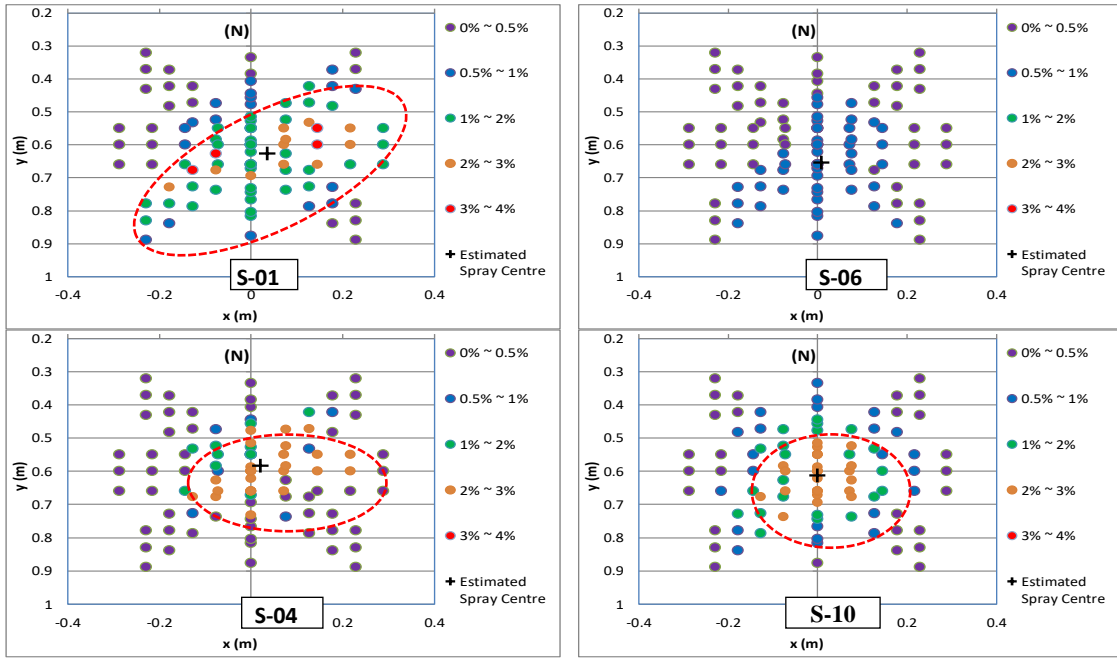 0.2
0.3
0.4
0.5
0.6
0.7
0.8
0.9
1
y (m)
(N)
S-01
-0.4
-0.2
0
0.2
0.4
x (m)
0% ~ 0.5%
0.5% ~ 1%
1% ~ 2%
2% ~ 3%
3% ~ 4%
Estimated
Spray Centre
0.2
0.3
0.4
0.5
0.6
0.7
0.8
0.9
1
y (m)
(N)
S-06
-0.4
-0.2
0
0.2
0.4
x (m)
0% ~ 0.5%
0.5% ~ 1%
1% ~ 2%
2% ~ 3%
3% ~ 4%
Estimated
Spray Centre
0.2
0.3
0.4
0.5
0.6
0.7
0.8
0.9
1
y (m)
(N)
S-04
-0.4
-0.2
0
0.2
0.4
x (m)
0% ~ 0.5%
0.5% ~ 1%
1% ~ 2%
2% ~ 3%
3% ~ 4%
Estimated
Spray Centre
0.2
0.3
0.4
0.5
0.6
0.7
0.8
0.9
1
y (m)
(N)
S-10
-0.4
-0.2
0
0.2
0.4
x (m)
0% ~ 0.5%
0.5% ~ 1%
1% ~ 2%
2% ~ 3%
3% ~ 4%
Estimated
Spray Centre